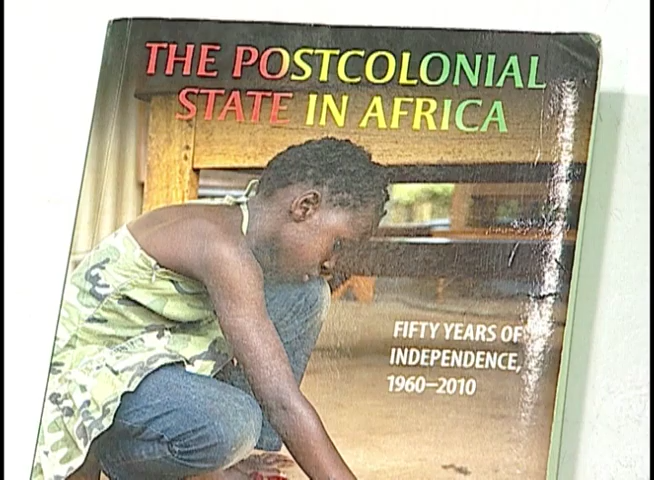 THE POSTCOLONIAL
STATE IN AFRICA
FIFTY YEARS OF
INDEPENDENCE,
1960–2010